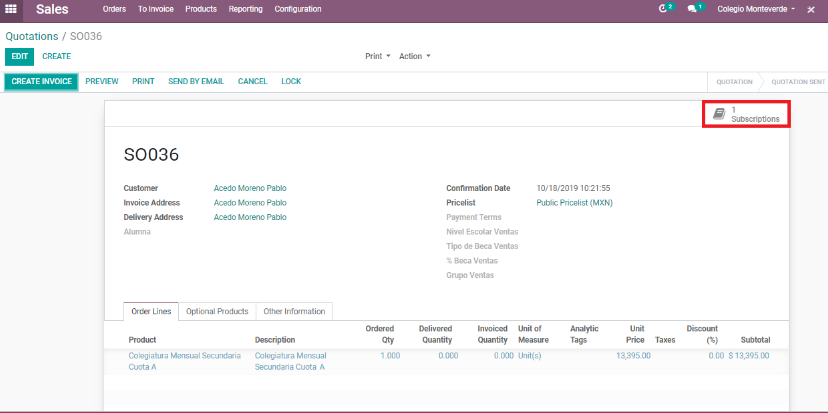 Sales Orders To Invoice Products Reporting Configuration 2 1 Colegio Monteverde
Quotations / SO036
EDIT CREATE Print Action
CREATE INVOICE PREVIEW PRINT SEND BY EMAIL CANCEL LOCK QUOTATION QUOTATION SENT
1
Subscriptions
SO036
Customer Acedo Moreno Pablo Confirmation Date 10/18/2019 10:21:55
Invoice Address Acedo Moreno Pablo Pricelist Public Pricelist (MXN)
Delivery Address Acedo Moreno Pablo Payment Terms
Alumna Nivel Escolar Ventas
Tipo de Beca Ventas
% Beca Ventas
Grupo Ventas
Order Lines Optional Products Other Information
Ordered Delivered Invoiced Unit of Analytic Unit Discount
Product Description Qty Quantity Quantity Measure Tags Price Taxes (%) Subtotal
Colegiatura Mensual Secundaria Colegiatura Mensual 1.000 0.000 0.000 Unit(s) 13,395.00 0.00 $ 13,395.00
Cuota A Secundaria Cuota A